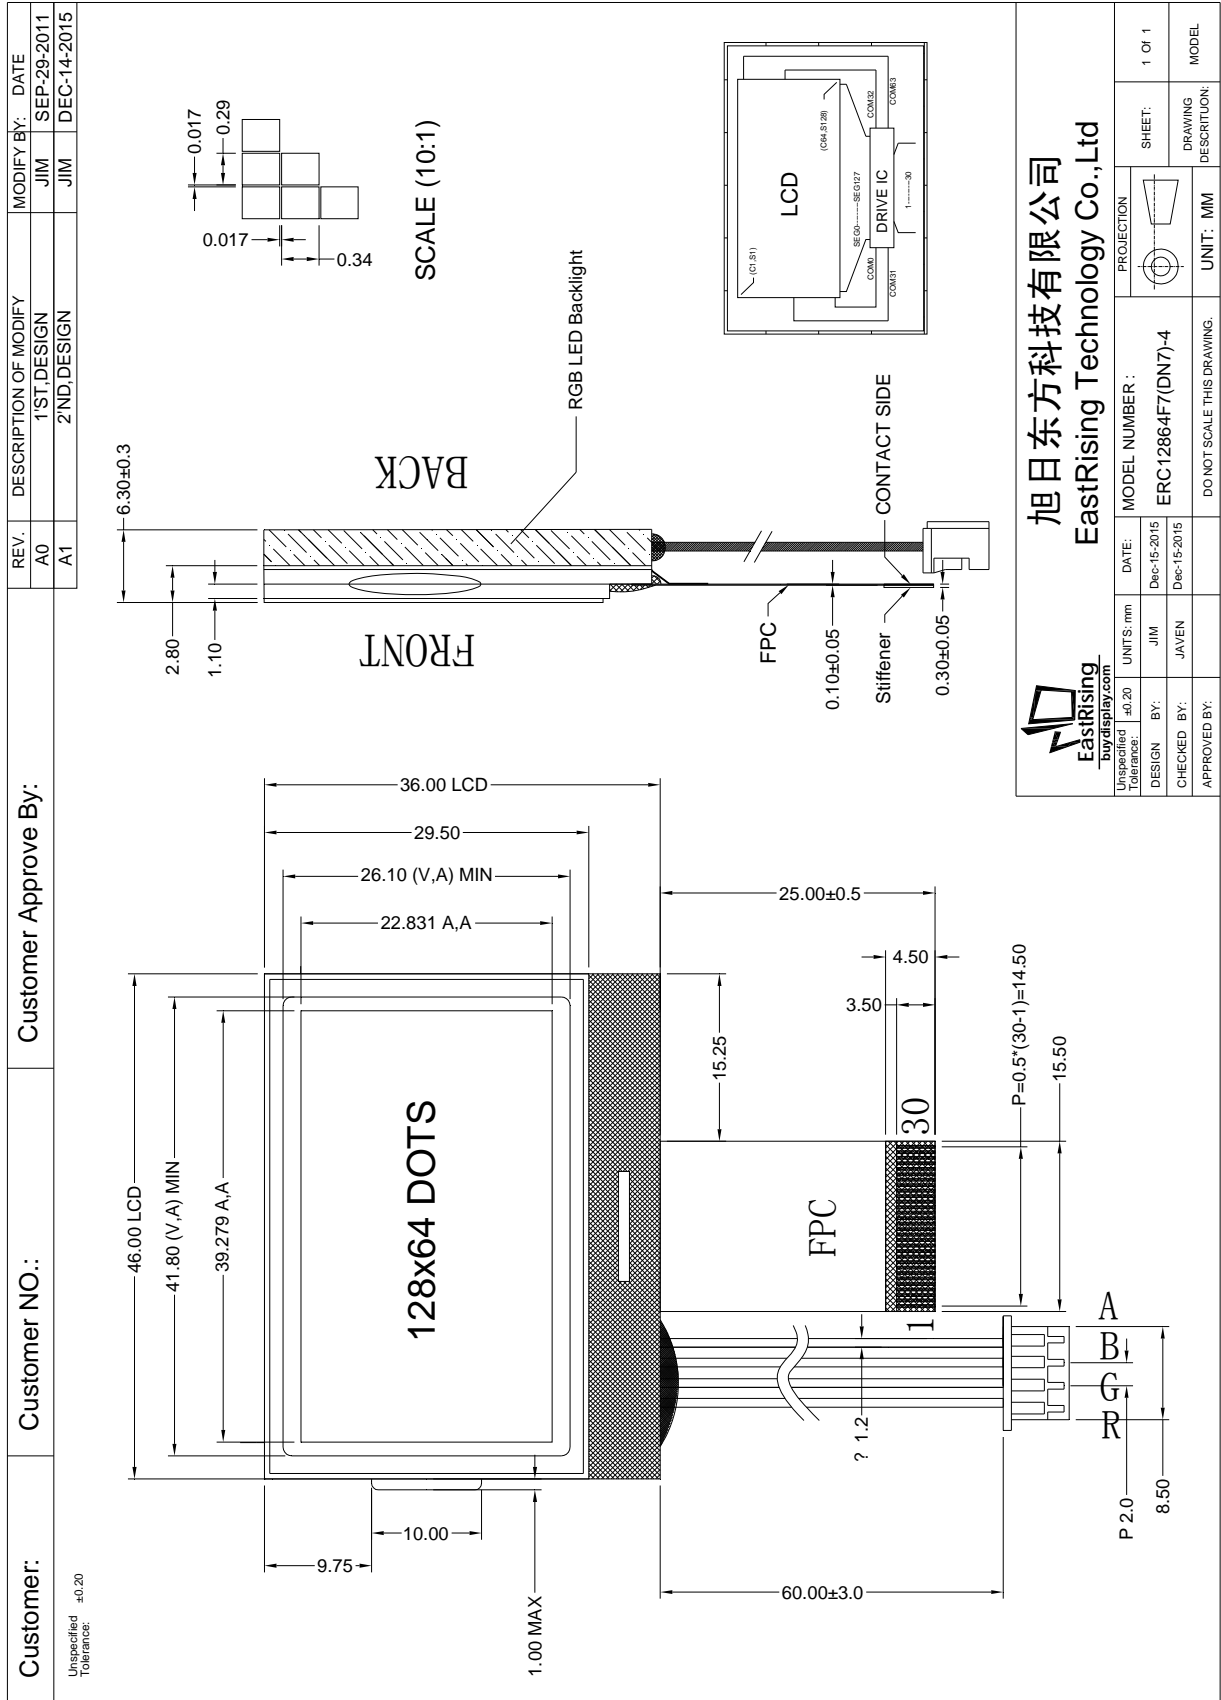 Customer:
Customer NO.:
Customer Approve By:
REV.
DESCRIPTION OF MODIFY
MODIFY BY:
DATE
A0
1'ST,DESIGN
JIM
SEP-29-2011
A1
2'ND,DESIGN
JIM
DEC-14-2015
Unspecified
Tolerance:
±0.20
46.00 LCD
41.80 (V,A) MIN
39.279 A,A
36.00 LCD
29.50
26.10 (V,A) MIN
22.831 A,A
128x64 DOTS
9.75
10.00
1.00 MAX
60.00±3.0
25.00±0.5
15.25
4.50
3.50
FPC
1
30
P=0.5*(30-1)=14.50
15.50
? 1.2
R G B A
P 2.0
8.50
6.30±0.3
2.80
1.10
FRONT
BACK
RGB LED Backlight
FPC
0.10±0.05
Stiffener
CONTACT SIDE
0.30±0.05
0.017
0.29
0.017
0.34
SCALE (10:1)
LCD
(C1,S1)
(C64,S128)
SEG0--------SEG127
COM0
COM31
DRIVE IC
COM32
COM63
1-------30
EastRising
buydisplay.com
旭日东方科技有限公司
EastRising Technology Co.,Ltd
Unspecified
Tolerance:
±0.20
UNITS: mm
DATE:
MODEL NUMBER :
PROJECTION
SHEET:
1 Of 1
DESIGN BY:
JIM
Dec-15-2015
ERC12864F7(DN7)-4
CHECKED BY:
JAVEN
Dec-15-2015
APPROVED BY:
DO NOT SCALE THIS DRAWING.
UNIT: MM
DRAWING
DESCRITUON:
MODEL